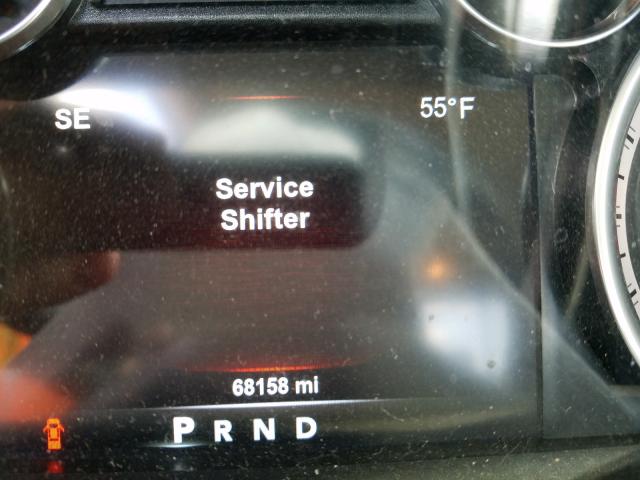 SE
55°F
Service
Shifter
68158 mi
P R N D